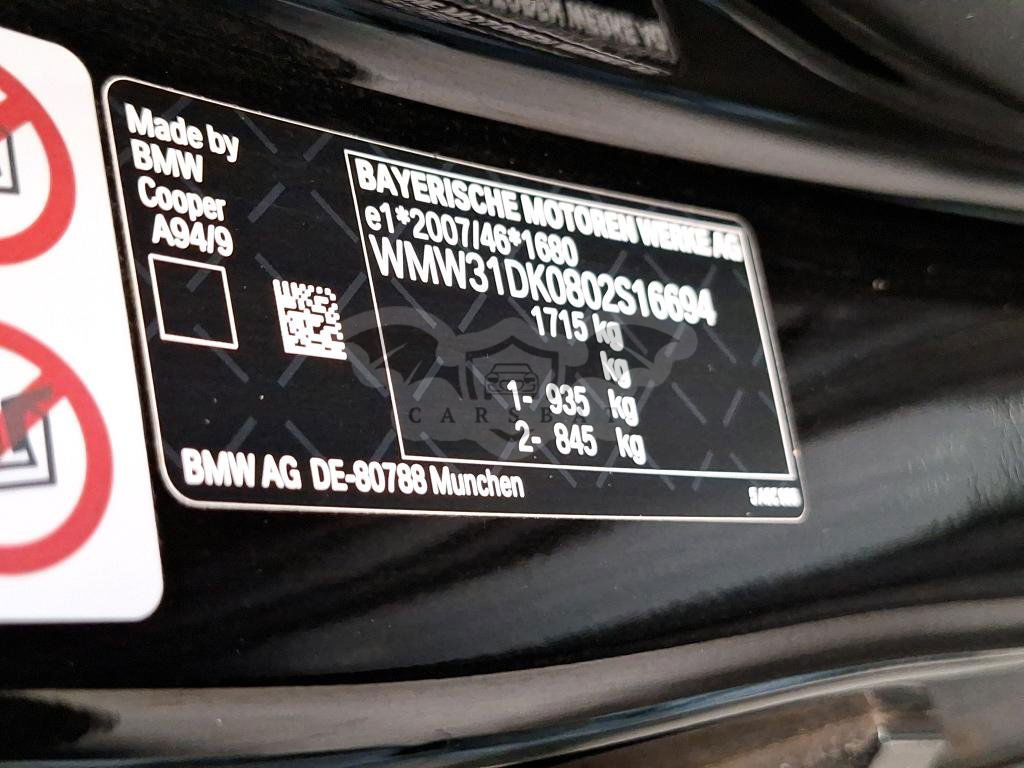 Made by
BMW
Cooper
A94/9
BAYERISCHE MOTOREN WERKE AG
e1*2007/46*1680
WMW31DK0802S16694
1715 kg
kg
1- 935 kg
2- 845 kg
CARSBAT
BMW AG DE-80788 Munchen